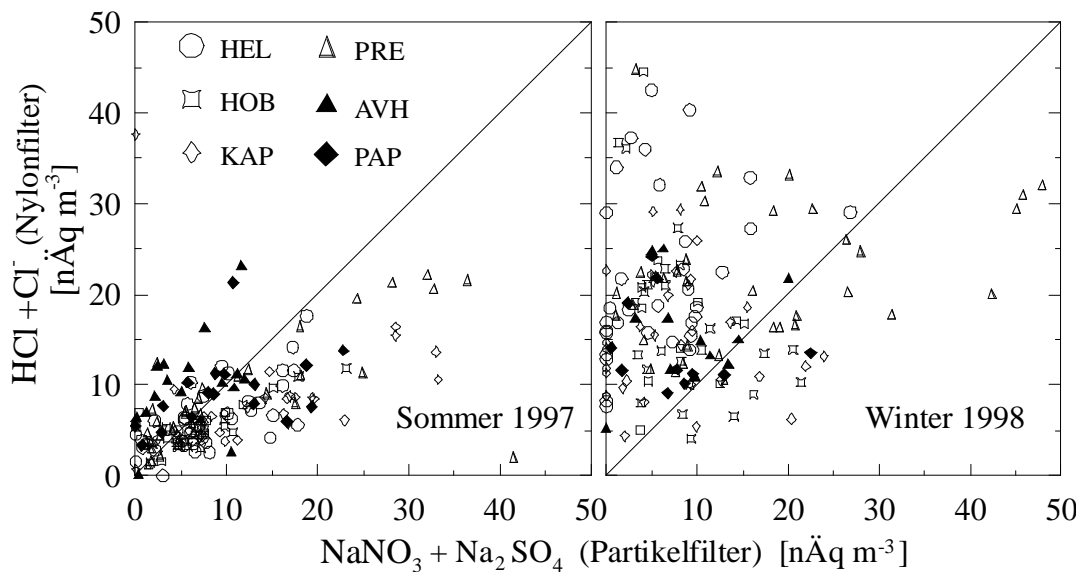 50
40
30
20
10
0
HCl + Cl⁻ (Nylonfilter)
[nÄq m⁻³]
HEL
PRE
HOB
AVH
KAP
PAP
Sommer 1997
Winter 1998
0 10 20 30 40 50 10 20 30 40 50
NaNO₃ + Na₂SO₄ (Partikelfilter) [nÄq m⁻³]